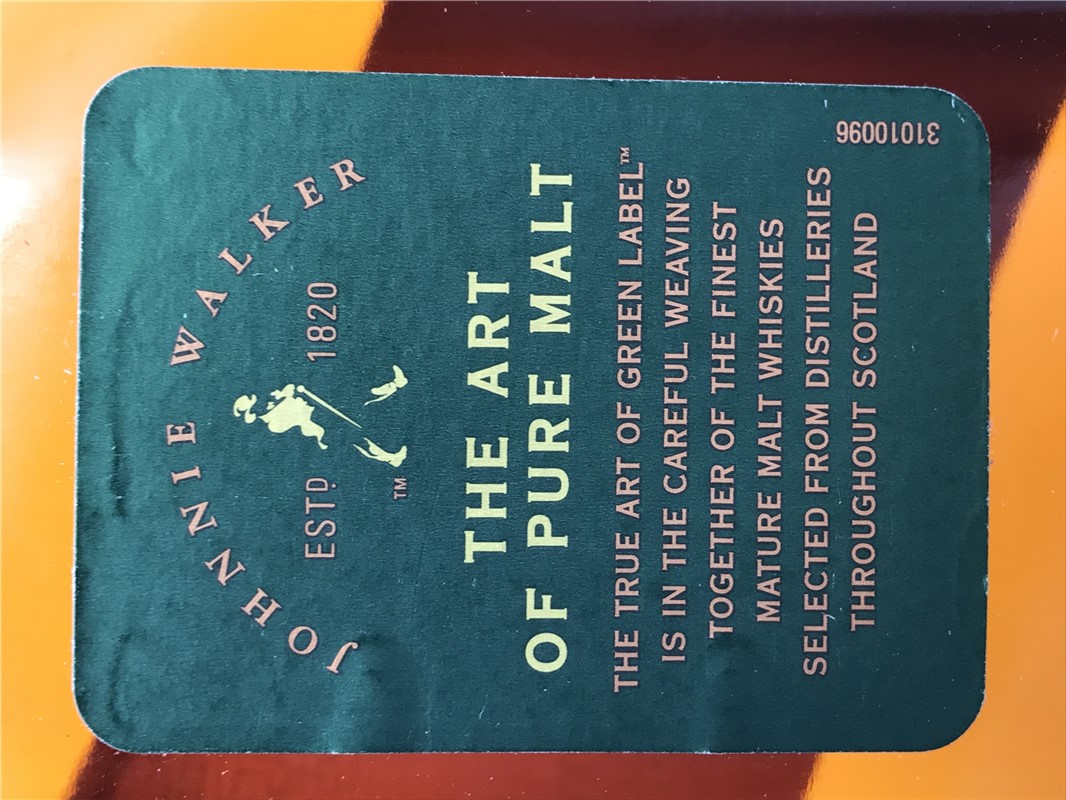 JOHNNIE WALKER
ESTD. 1820
TM
THE ART
OF PURE MALT
THE TRUE ART OF GREEN LABEL™
IS IN THE CAREFUL WEAVING
TOGETHER OF THE FINEST
MATURE MALT WHISKIES
SELECTED FROM DISTILLERIES
THROUGHOUT SCOTLAND
31010096